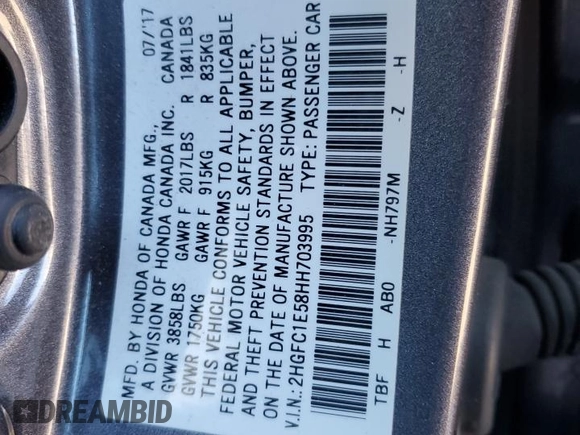 MFD. BY HONDA OF CANADA MFG., 07/'17
A DIVISION OF HONDA CANADA INC. CANADA
GVWR 3858LBS GAWR F 2017LBS R 1841LBS
GVWR 1750KG GAWR F 915KG R 835KG
THIS VEHICLE CONFORMS TO ALL APPLICABLE
FEDERAL MOTOR VEHICLE SAFETY, BUMPER,
AND THEFT PREVENTION STANDARDS IN EFFECT
ON THE DATE OF MANUFACTURE SHOWN ABOVE.
V.I.N.: 2HGFC1E58HH703995 TYPE: PASSENGER CAR
TBF H AB0 -NH797M -Z -H
DREAMBID